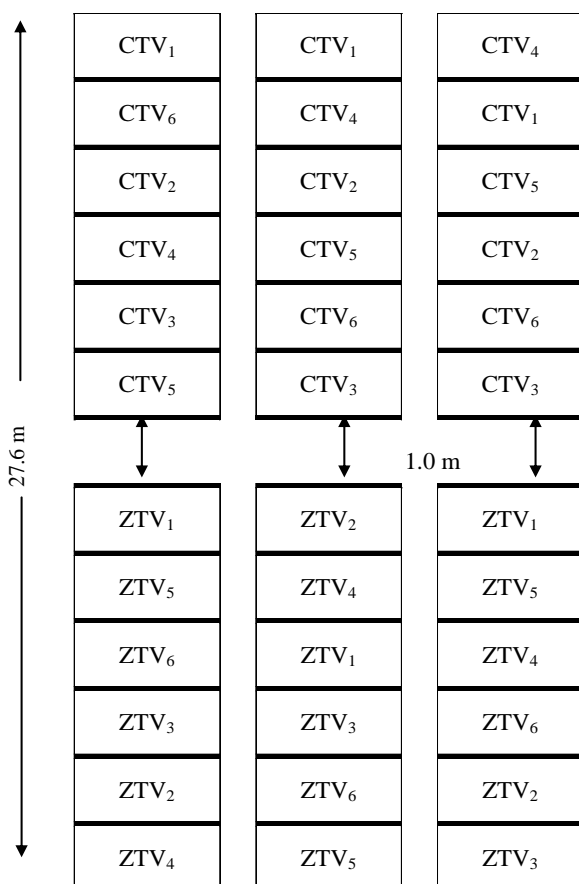 CTV₁ CTV₁ CTV₄
CTV₆ CTV₄ CTV₁
CTV₂ CTV₂ CTV₅
CTV₄ CTV₅ CTV₂
CTV₃ CTV₆ CTV₆
CTV₅ CTV₃ CTV₃
27.6 m
1.0 m
ZTV₁ ZTV₂ ZTV₁
ZTV₅ ZTV₄ ZTV₅
ZTV₆ ZTV₁ ZTV₄
ZTV₃ ZTV₃ ZTV₆
ZTV₂ ZTV₆ ZTV₂
ZTV₄ ZTV₅ ZTV₃